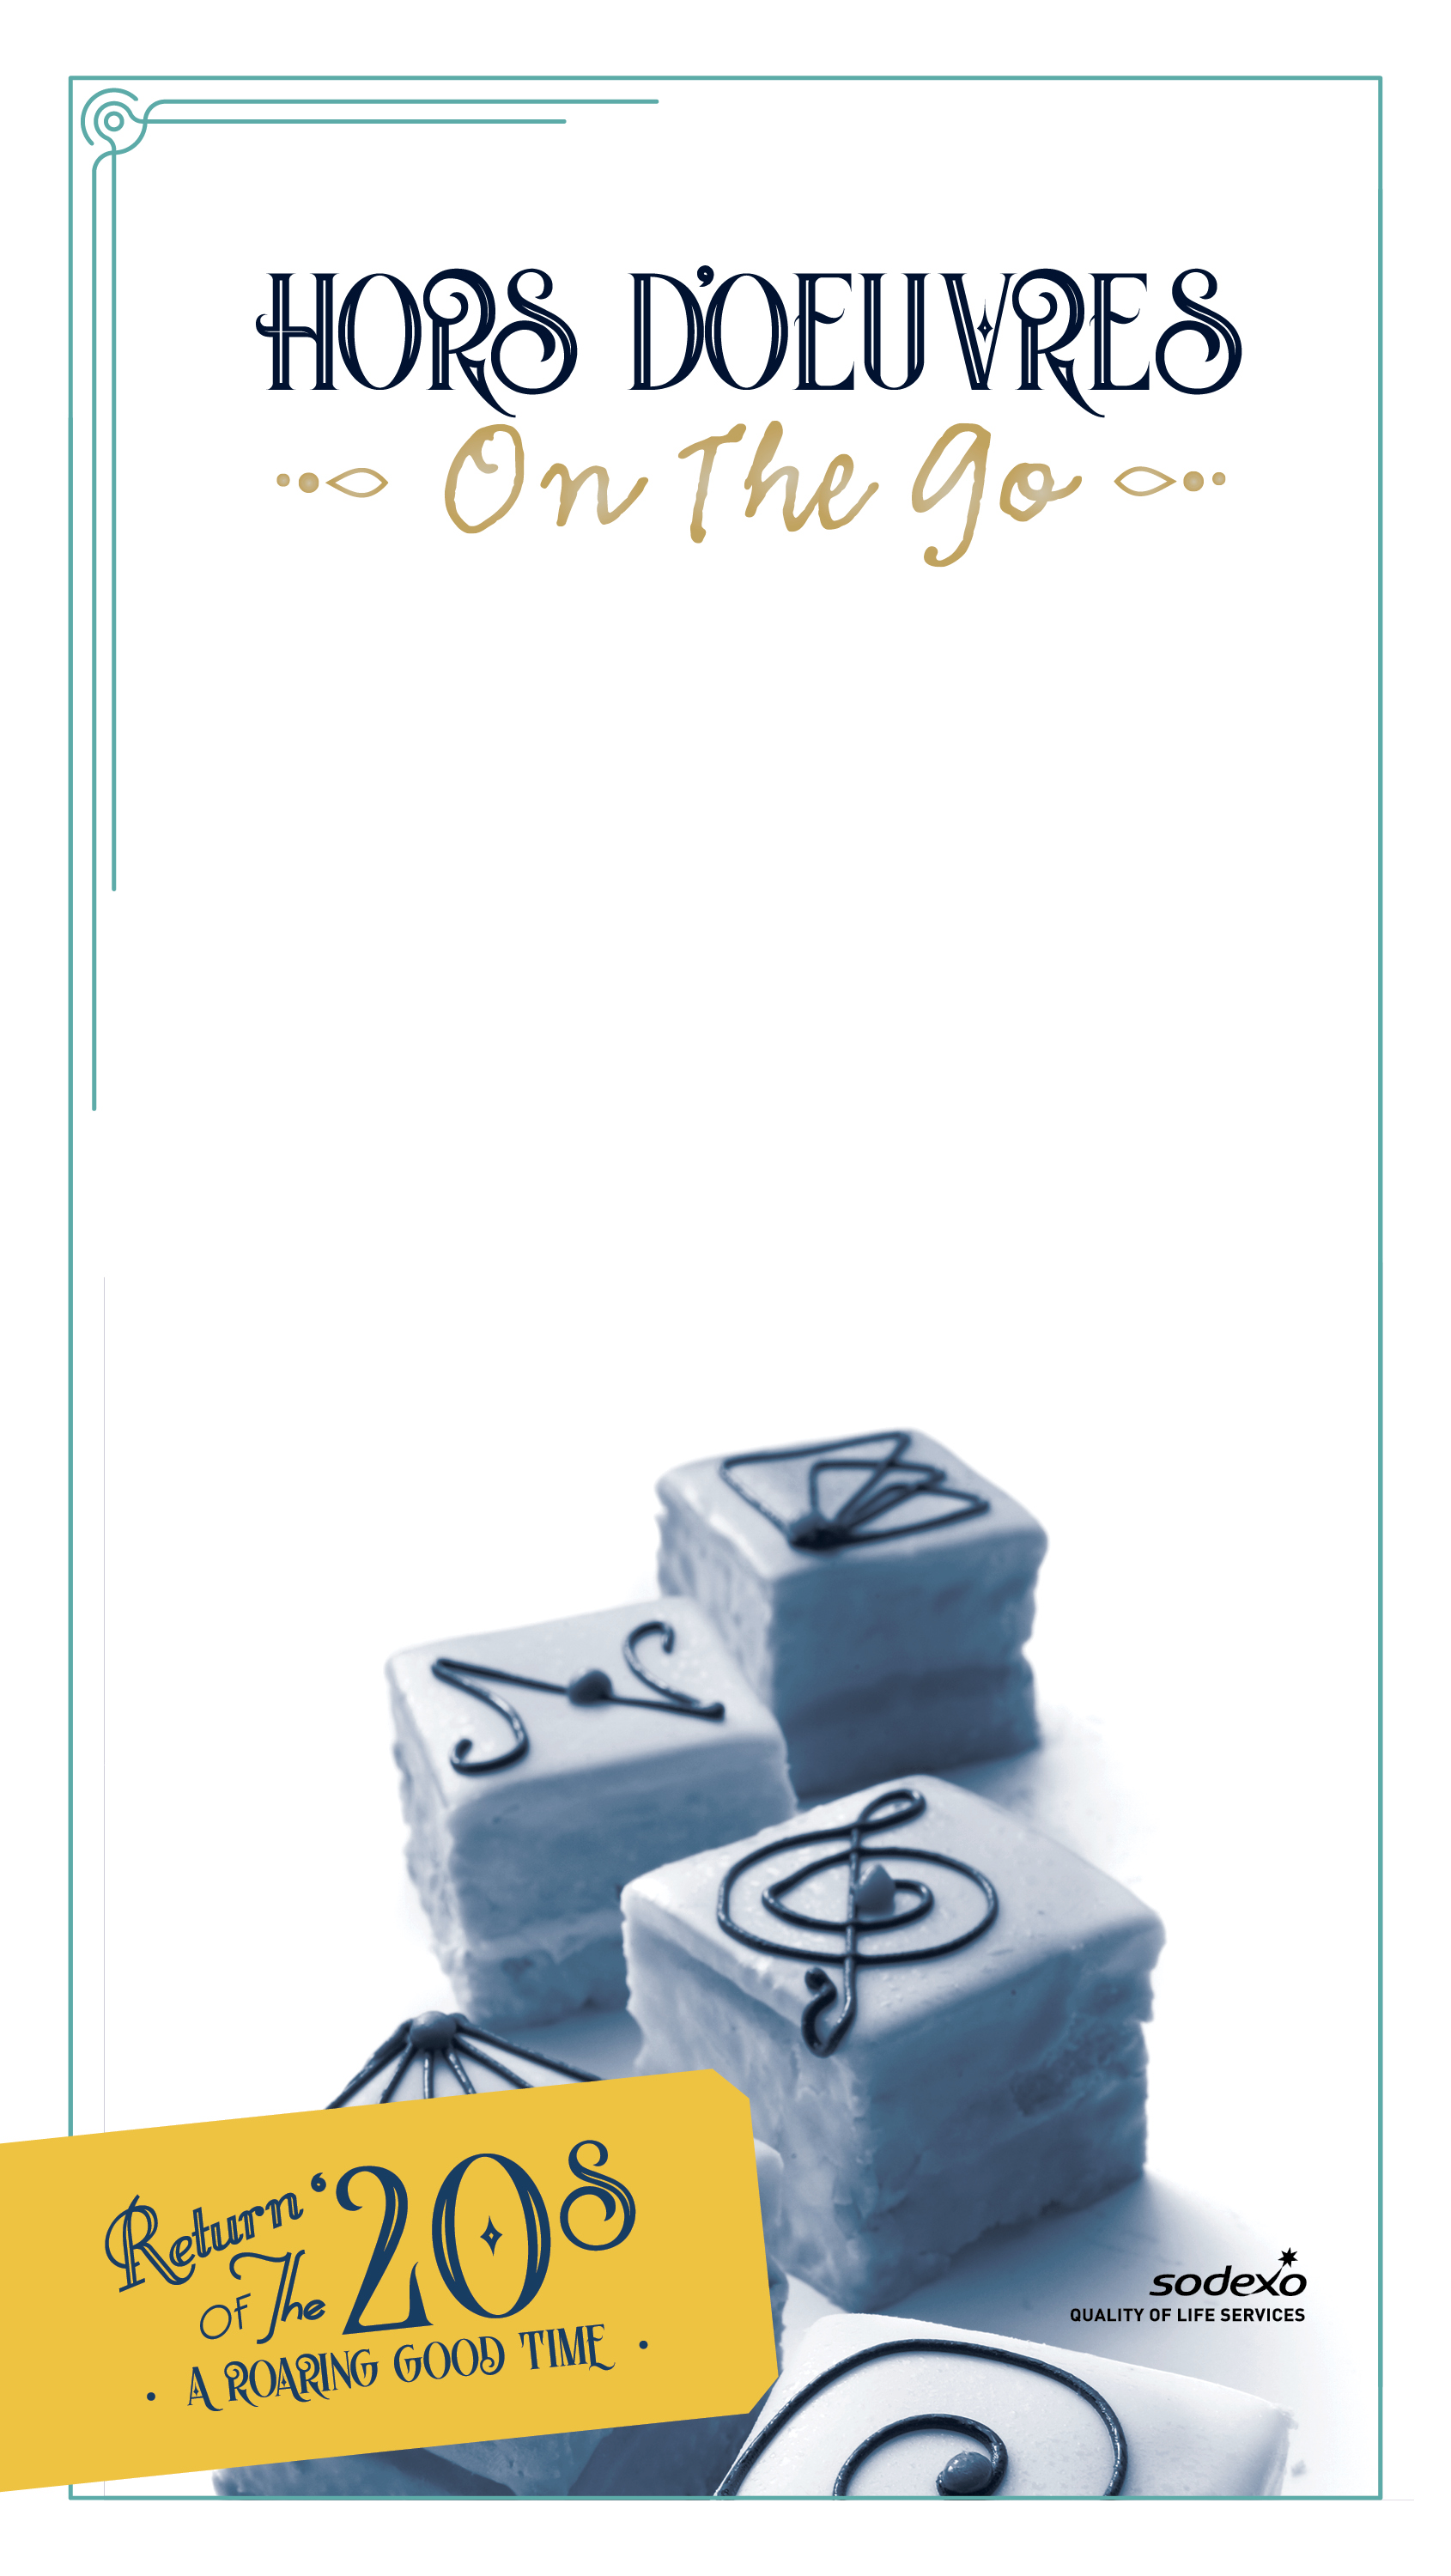 HORS D'OEUVRES
On The Go
Return
OF The '20s
· A ROARING GOOD TIME ·
sodexo
QUALITY OF LIFE SERVICES